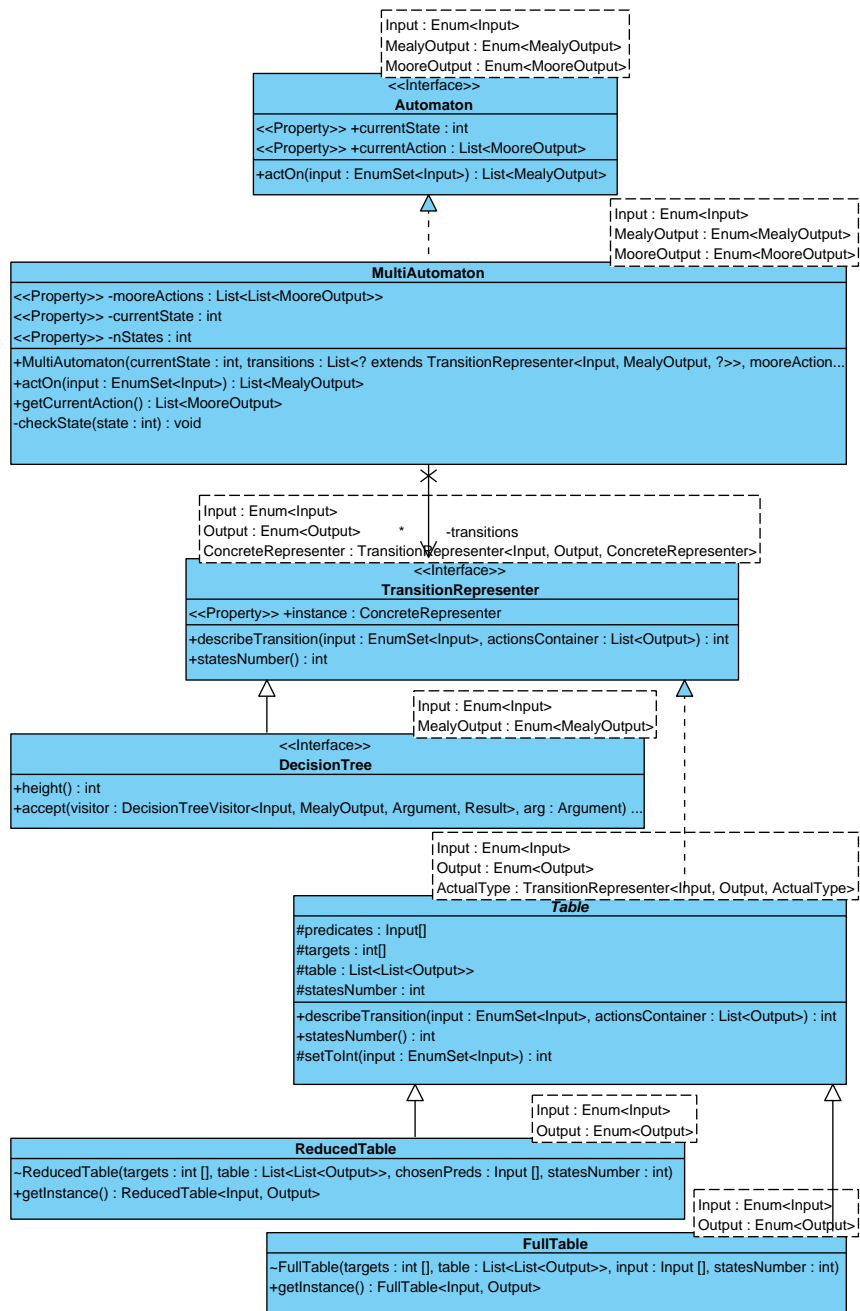 Input : Enum<Input>
MealyOutput : Enum<MealyOutput>
MooreOutput : Enum<MooreOutput>
<<Interface>>
Automaton
<<Property>> +currentState : int
<<Property>> +currentAction : List<MooreOutput>
+actOn(input : EnumSet<Input>) : List<MealyOutput>
Input : Enum<Input>
MealyOutput : Enum<MealyOutput>
MooreOutput : Enum<MooreOutput>
MultiAutomaton
<<Property>> -mooreActions : List<List<MooreOutput>>
<<Property>> -currentState : int
<<Property>> -nStates : int
+MultiAutomaton(currentState : int, transitions : List<? extends TransitionRepresenter<Input, MealyOutput, ?>>, mooreAction...
+actOn(input : EnumSet<Input>) : List<MealyOutput>
+getCurrentAction() : List<MooreOutput>
-checkState(state : int) : void
Input : Enum<Input>
Output : Enum<Output> * -transitions
ConcreteRepresenter : TransitionRepresenter<Input, Output, ConcreteRepresenter>
<<Interface>>
TransitionRepresenter
<<Property>> +instance : ConcreteRepresenter
+describeTransition(input : EnumSet<Input>, actionsContainer : List<Output>) : int
+statesNumber() : int
Input : Enum<Input>
MealyOutput : Enum<MealyOutput>
<<Interface>>
DecisionTree
+height() : int
+accept(visitor : DecisionTreeVisitor<Input, MealyOutput, Argument, Result>, arg : Argument) ...
Input : Enum<Input>
Output : Enum<Output>
ActualType : TransitionRepresenter<Input, Output, ActualType>
Table
#predicates : Input[]
#targets : int[]
#table : List<List<Output>>
#statesNumber : int
+describeTransition(input : EnumSet<Input>, actionsContainer : List<Output>) : int
+statesNumber() : int
#setToInt(input : EnumSet<Input>) : int
Input : Enum<Input>
Output : Enum<Output>
ReducedTable
~ReducedTable(targets : int [], table : List<List<Output>>, chosenPreds : Input [], statesNumber : int)
+getInstance() : ReducedTable<Input, Output>
Input : Enum<Input>
Output : Enum<Output>
FullTable
~FullTable(targets : int [], table : List<List<Output>>, input : Input [], statesNumber : int)
+getInstance() : FullTable<Input, Output>